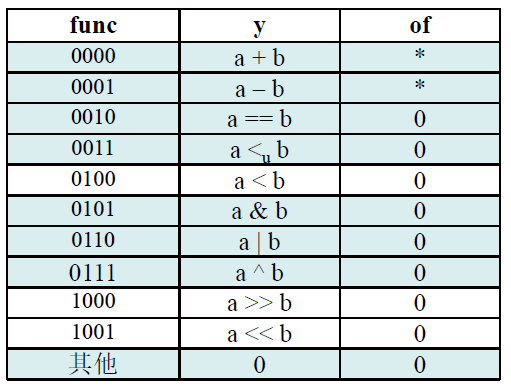 func y of
0000 a + b *
0001 a – b *
0010 a == b 0
0011 a <u b 0
0100 a < b 0
0101 a & b 0
0110 a | b 0
0111 a ^ b 0
1000 a >> b 0
1001 a << b 0
其他 0 0